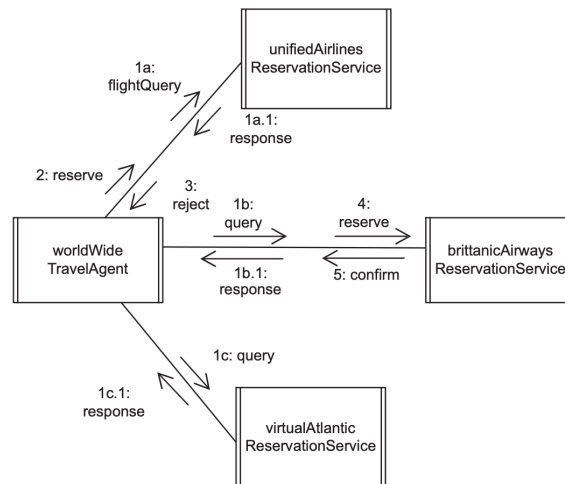 unifiedAirlines
ReservationService
1a:
flightQuery
1a.1:
response
2: reserve
3:
reject
1b:
query
4:
reserve
worldWide
TravelAgent
brittanicAirways
ReservationService
1b.1:
response
5: confirm
1c: query
1c.1:
response
virtualAtlantic
ReservationService